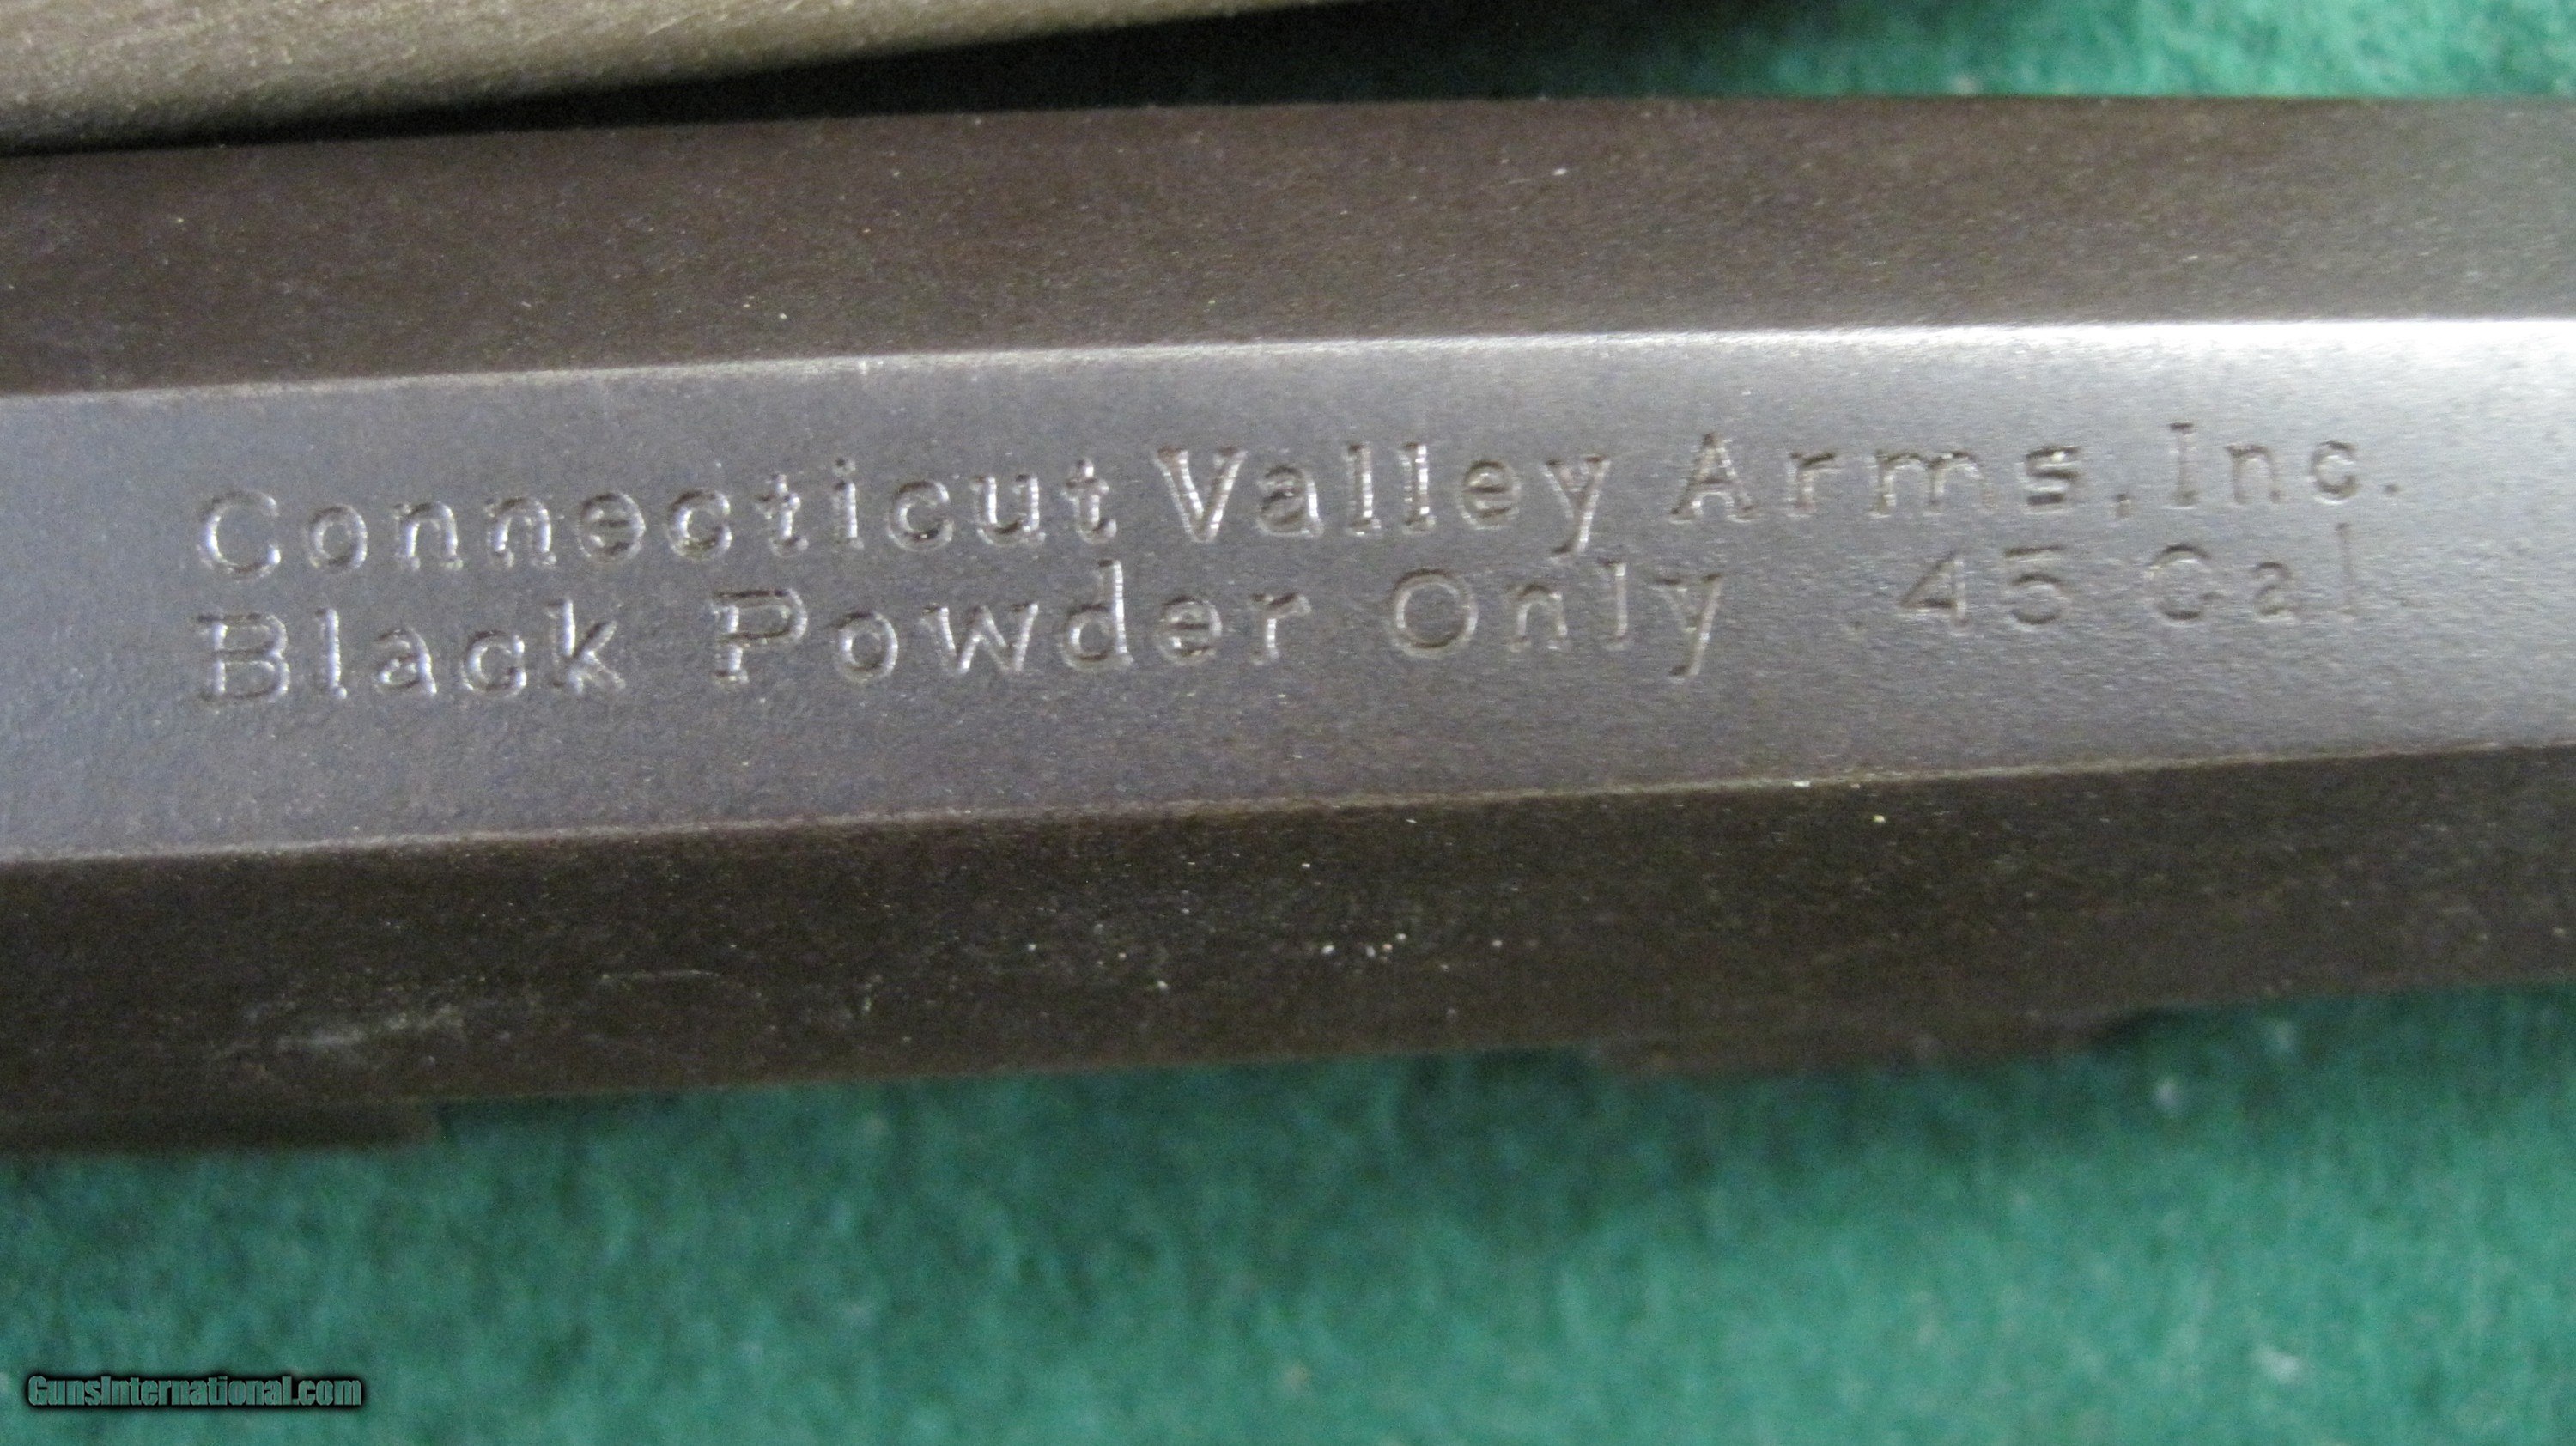 Connecticut Valley Arms, Inc.
Black Powder Only .45 Cal
GunsInternational.com